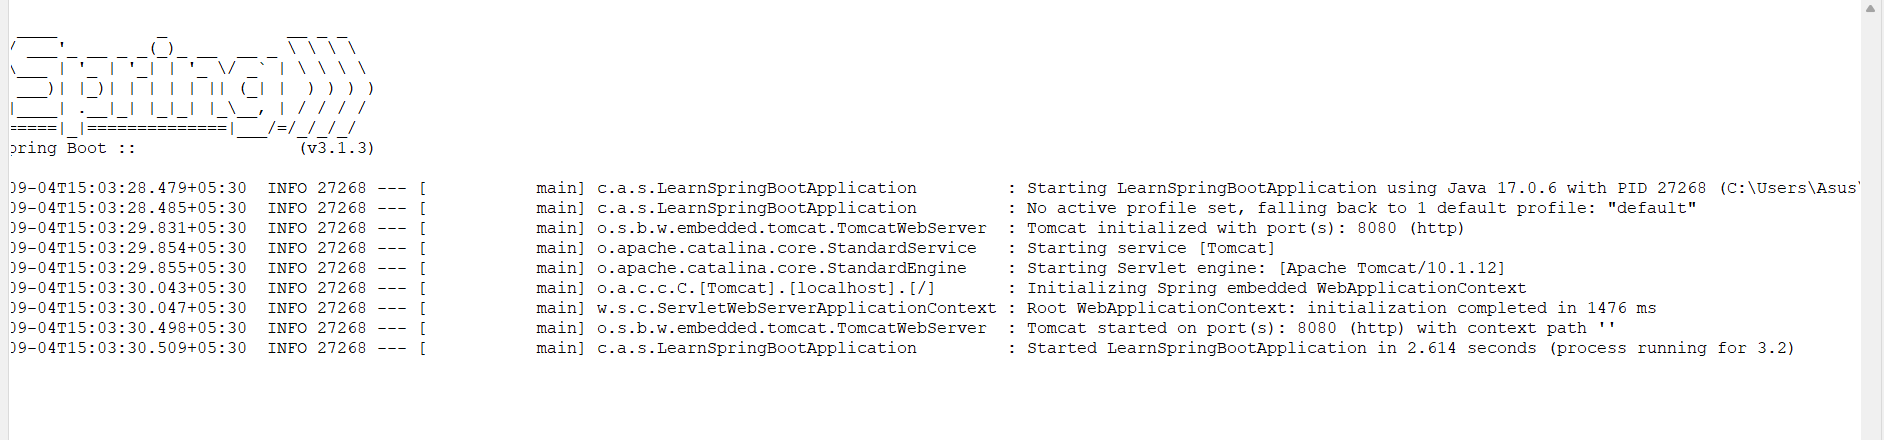 ____          _            __ _ _
/ ___'_ __ _ _(_)_ __  __ _ \ \ \ \
\___ | '_ | '_| | '_ \/ _` | \ \ \ \
 ___)| |_)| | | | | || (_| |  ) ) ) )
|____| .__|_| |_|_| |_\__, | / / / /
=====|_|==============|___/=/_/_/_/
pring Boot ::                (v3.1.3)
09-04T15:03:28.479+05:30  INFO 27268 --- [           main] c.a.s.LearnSpringBootApplication         : Starting LearnSpringBootApplication using Java 17.0.6 with PID 27268 (C:\Users\Asus\
09-04T15:03:28.485+05:30  INFO 27268 --- [           main] c.a.s.LearnSpringBootApplication         : No active profile set, falling back to 1 default profile: "default"
09-04T15:03:29.831+05:30  INFO 27268 --- [           main] o.s.b.w.embedded.tomcat.TomcatWebServer  : Tomcat initialized with port(s): 8080 (http)
09-04T15:03:29.854+05:30  INFO 27268 --- [           main] o.apache.catalina.core.StandardService   : Starting service [Tomcat]
09-04T15:03:29.855+05:30  INFO 27268 --- [           main] o.apache.catalina.core.StandardEngine    : Starting Servlet engine: [Apache Tomcat/10.1.12]
09-04T15:03:30.043+05:30  INFO 27268 --- [           main] o.a.c.c.C.[Tomcat].[localhost].[/]       : Initializing Spring embedded WebApplicationContext
09-04T15:03:30.047+05:30  INFO 27268 --- [           main] w.s.c.ServletWebServerApplicationContext : Root WebApplicationContext: initialization completed in 1476 ms
09-04T15:03:30.498+05:30  INFO 27268 --- [           main] o.s.b.w.embedded.tomcat.TomcatWebServer  : Tomcat started on port(s): 8080 (http) with context path ''
09-04T15:03:30.509+05:30  INFO 27268 --- [           main] c.a.s.LearnSpringBootApplication         : Started LearnSpringBootApplication in 2.614 seconds (process running for 3.2)